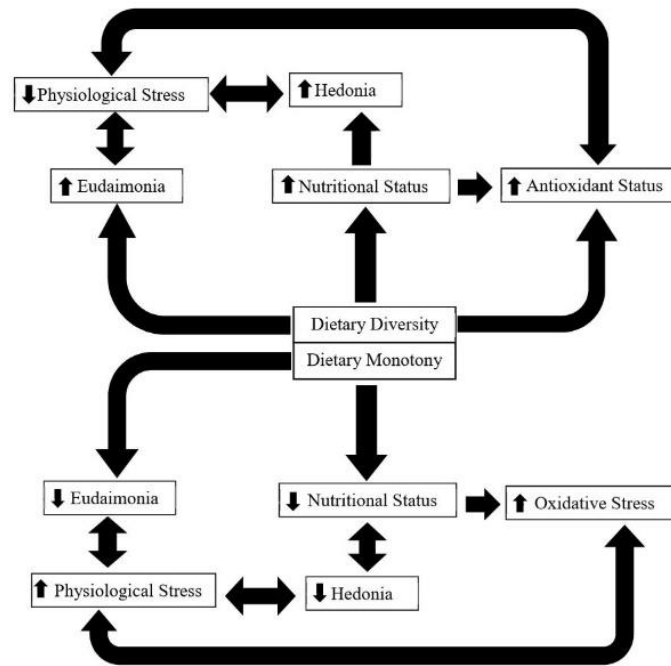 ↓Physiological Stress
↑Hedonia
↑ Eudaimonia
↑Nutritional Status
↑ Antioxidant Status
Dietary Diversity
Dietary Monotony
↓ Eudaimonia
↓ Nutritional Status
↑ Oxidative Stress
↑ Physiological Stress
↓ Hedonia